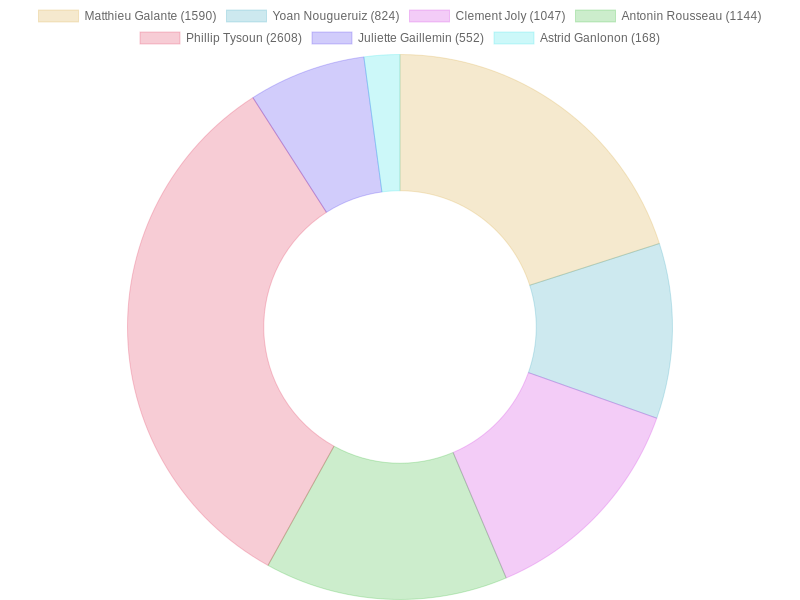 Matthieu Galante (1590) Yoan Nougueruiz (824) Clement Joly (1047) Antonin Rousseau (1144)
Phillip Tysoun (2608) Juliette Gaillemin (552) Astrid Ganlonon (168)